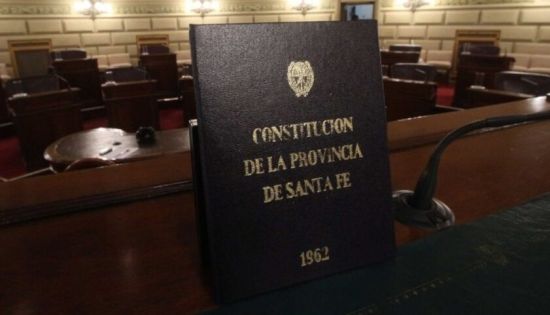 CONSTITUCION
DE LA PROVINCIA
DE SANTA FE
1962